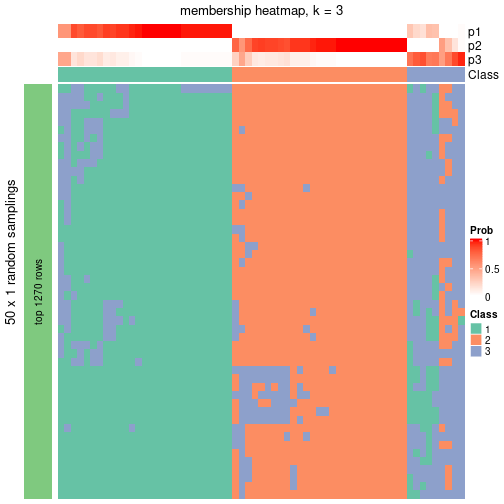 membership heatmap, k = 3
p1
p2
p3
Class
50 x 1 random samplings
top 1270 rows
Prob
1
0.5
0
Class
1
2
3